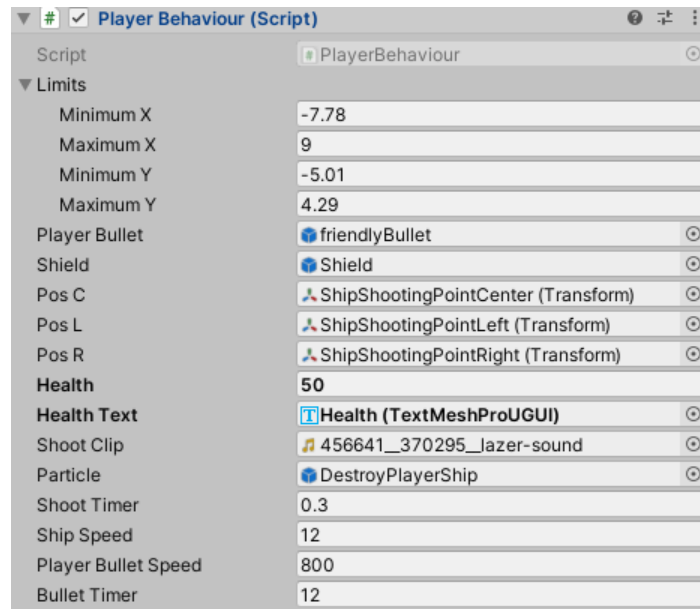 # Player Behaviour (Script)
Script # PlayerBehaviour
Limits
Minimum X -7.78
Maximum X 9
Minimum Y -5.01
Maximum Y 4.29
Player Bullet friendlyBullet
Shield Shield
Pos C ShipShootingPointCenter (Transform)
Pos L ShipShootingPointLeft (Transform)
Pos R ShipShootingPointRight (Transform)
Health 50
Health Text T Health (TextMeshProUGUI)
Shoot Clip 456641__370295__lazer-sound
Particle DestroyPlayerShip
Shoot Timer 0.3
Ship Speed 12
Player Bullet Speed 800
Bullet Timer 12